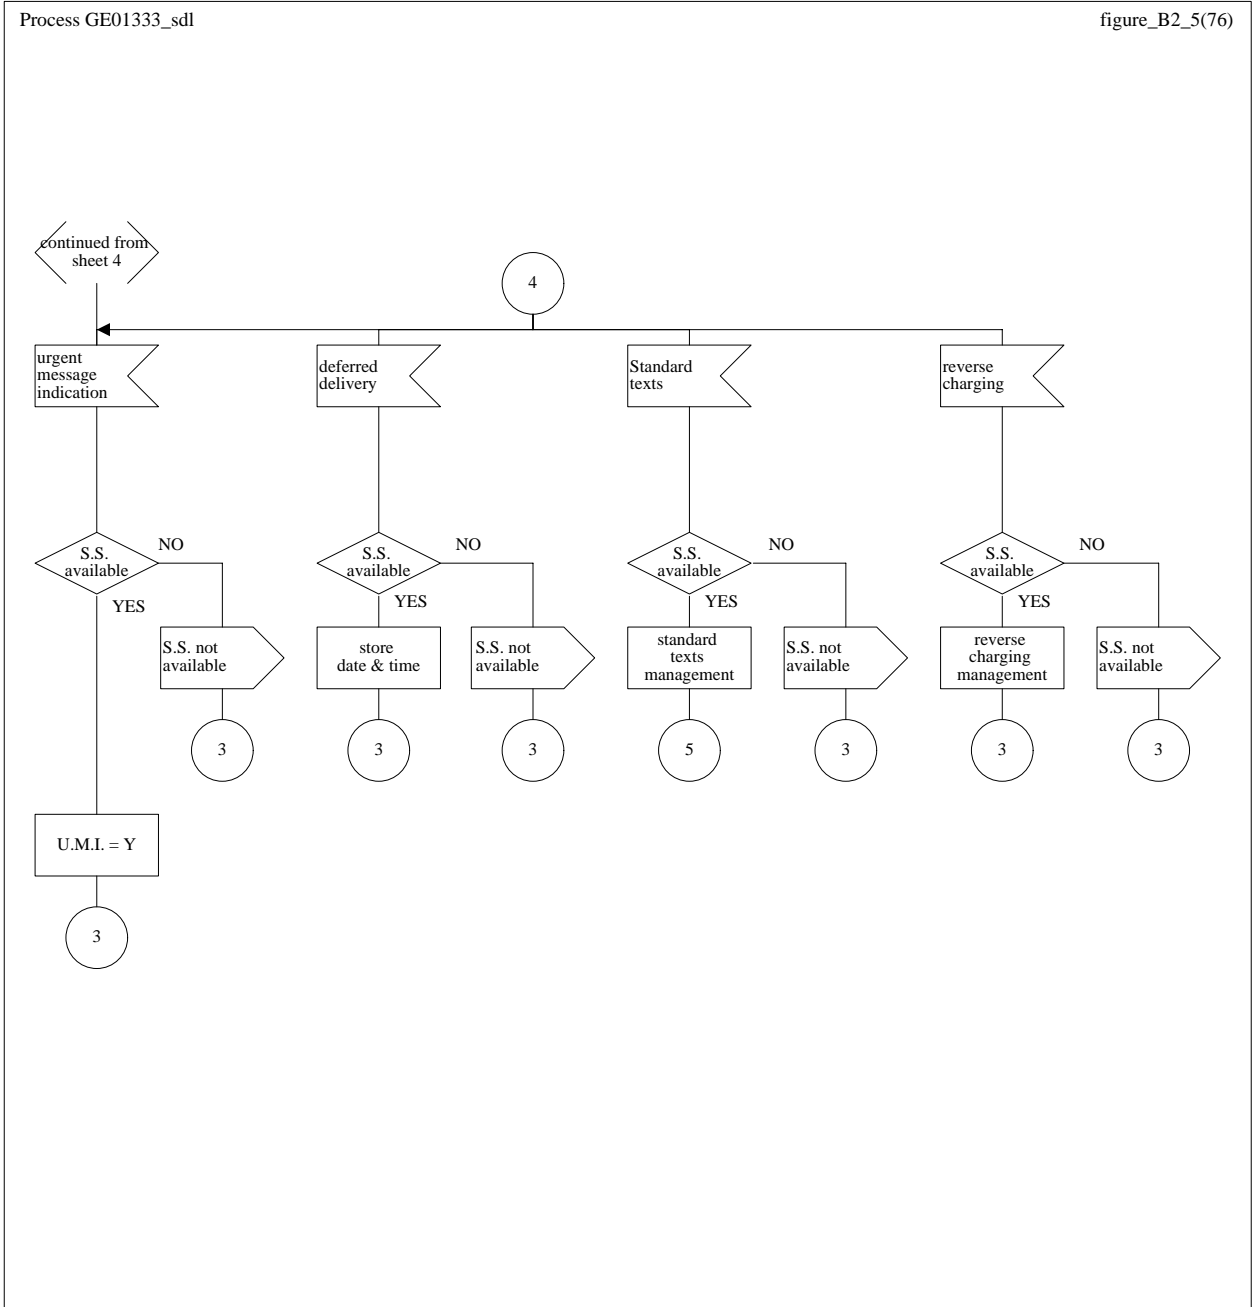 Process GE01333_sdl
figure_B2_5(76)
continued from
sheet 4
4
urgent
message
indication
deferred
delivery
Standard
texts
reverse
charging
S.S.
available
NO
YES
S.S.
available
NO
YES
S.S.
available
NO
YES
S.S.
available
NO
YES
S.S. not
available
store
date & time
S.S. not
available
standard
texts
management
S.S. not
available
reverse
charging
management
S.S. not
available
3
3
3
5
3
3
3
U.M.I. = Y
3